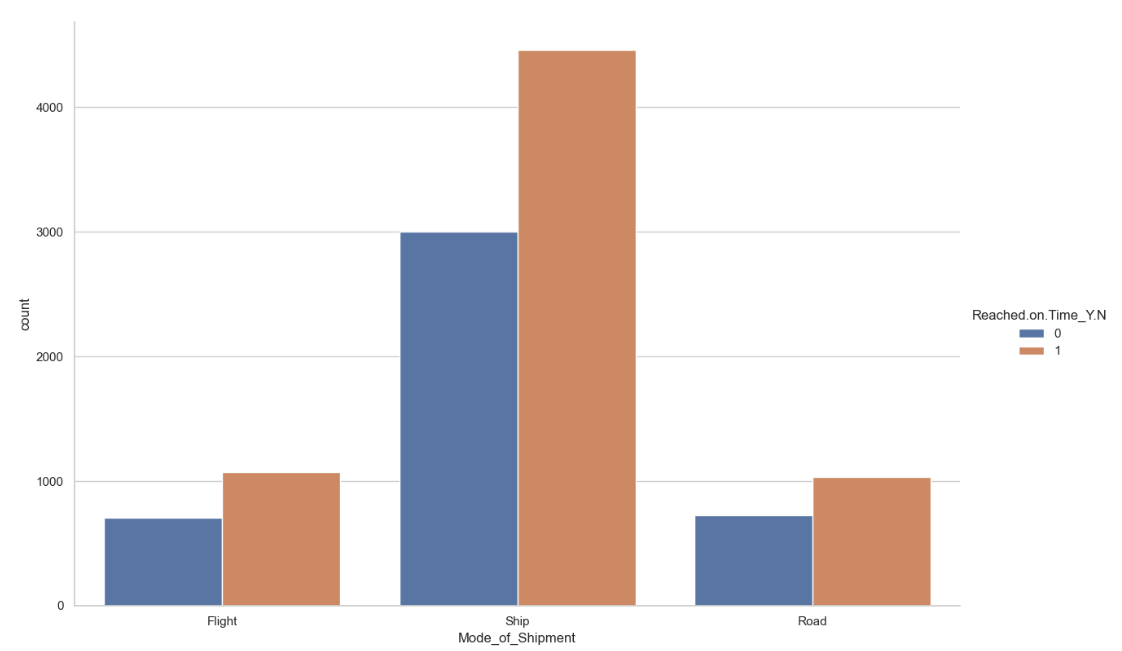 4000
3000
2000
1000
0
count
Flight
Ship
Road
Mode_of_Shipment
Reached.on.Time_Y.N
0
1